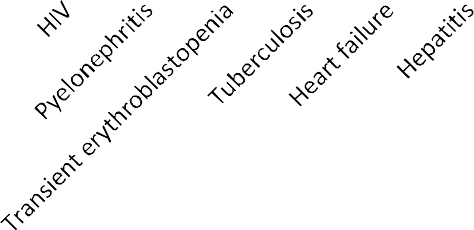 HIV
Pyelonephritis
Transient erythroblastopenia
Tuberculosis
Heart failure
Hepatitis